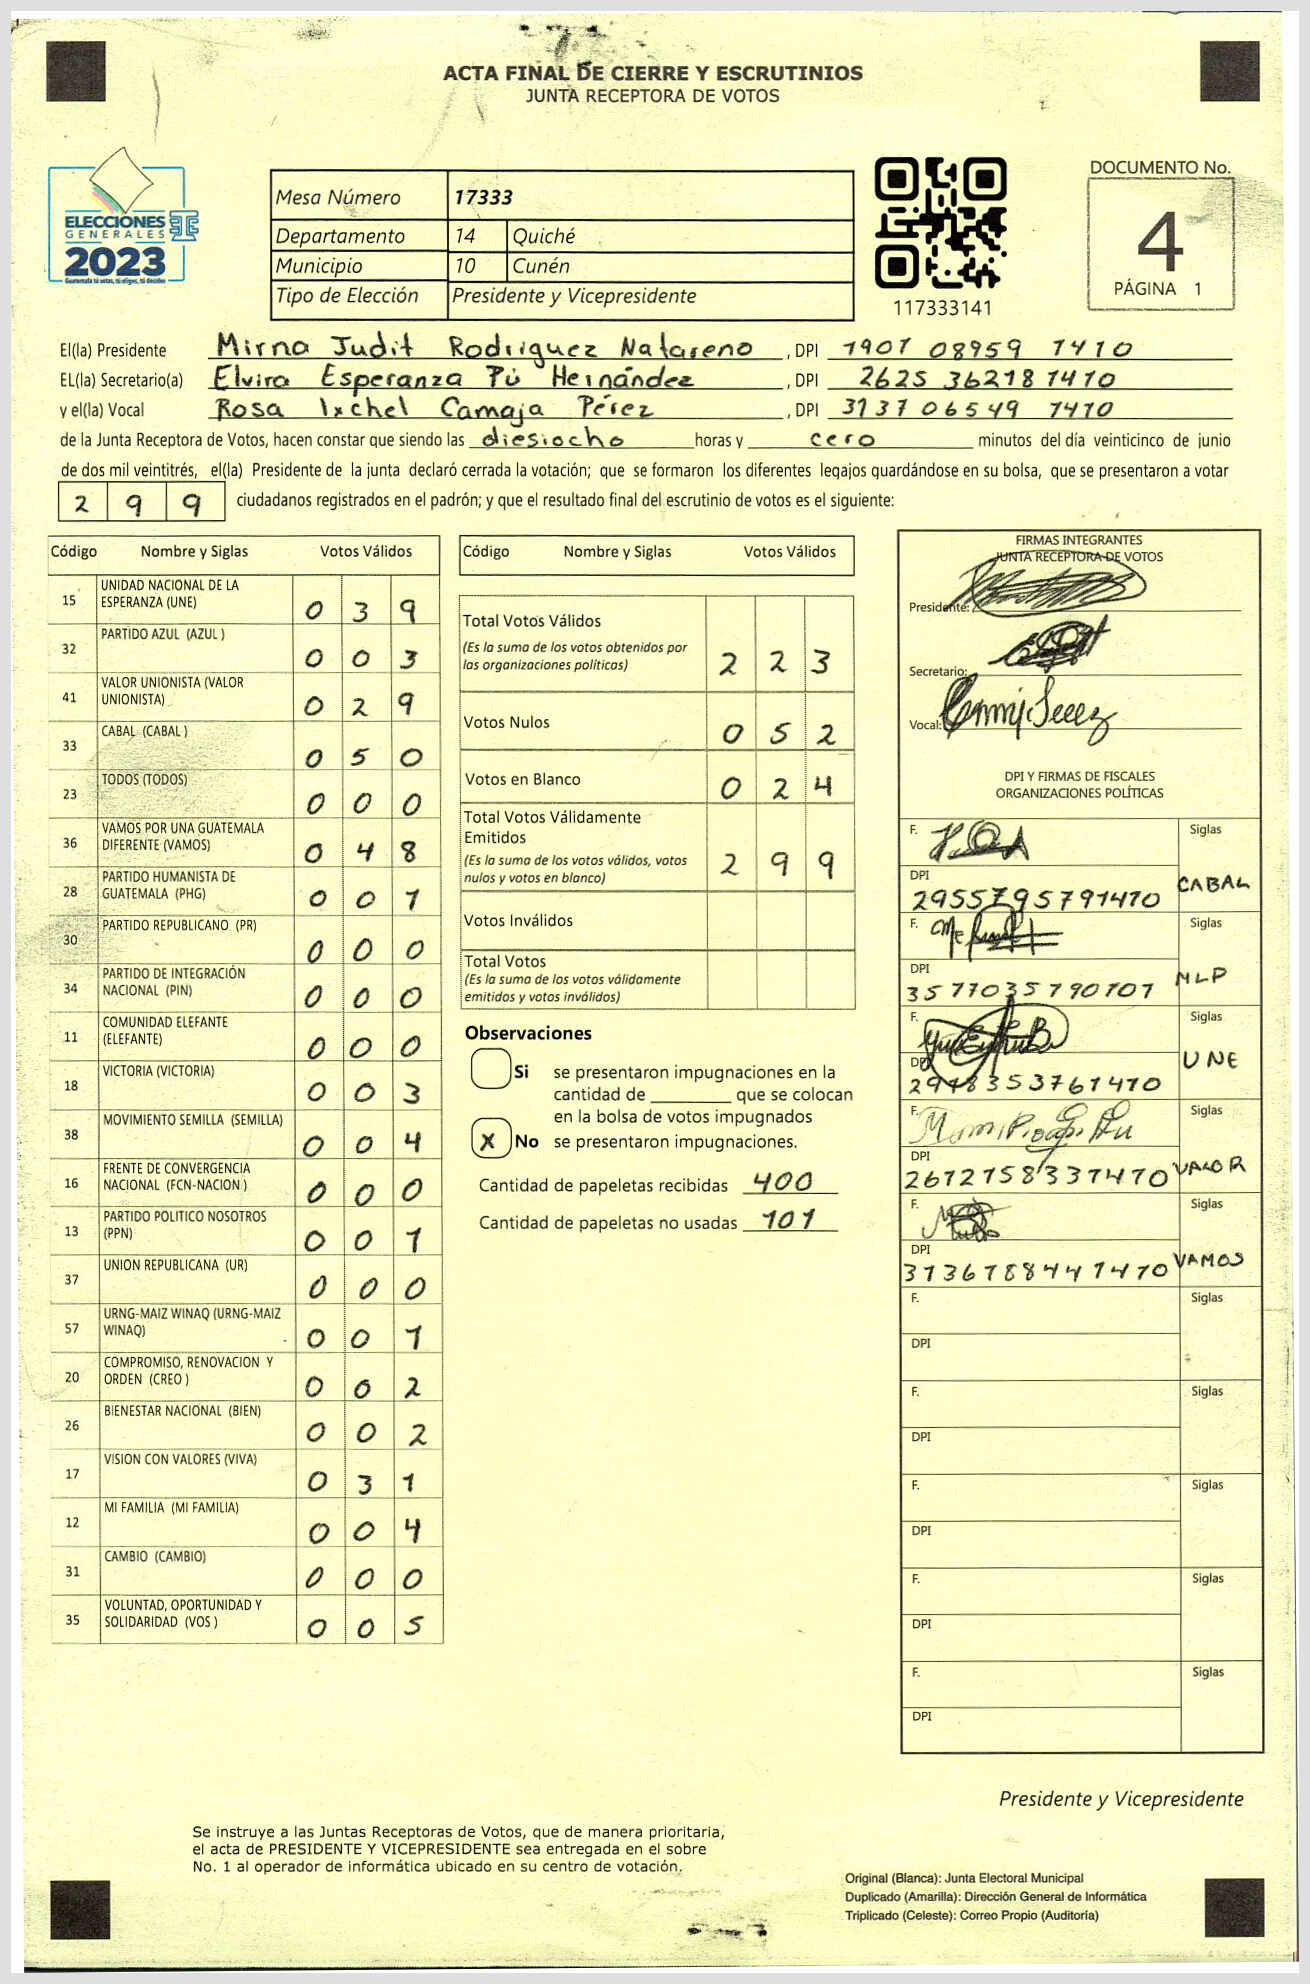 ACTA FINAL DE CIERRE Y ESCRUTINIOS
JUNTA RECEPTORA DE VOTOS
ELECCIONES
GENERALES
2023
Guatemala tú votas, tú eliges, tú decides
Mesa Número 17333
Departamento 14 Quiché
Municipio 10 Cunén
Tipo de Elección Presidente y Vicepresidente
117333141
DOCUMENTO No.
4
PÁGINA 1
El(la) Presidente Mirna Judit Rodriguez Natareno , DPI 1901 08959 1410
EL(la) Secretario(a) Elvira Esperanza Pú Hernández , DPI 2625 36218 1410
y el(la) Vocal Rosa Ixchel Camaja Pérez , DPI 3137 06549 1410
de la Junta Receptora de Votos, hacen constar que siendo las diesiocho horas y cero minutos del día veinticinco de junio
de dos mil veintitrés, el(la) Presidente de la junta declaró cerrada la votación; que se formaron los diferentes legajos guardándose en su bolsa, que se presentaron a votar
2 9 9 ciudadanos registrados en el padrón; y que el resultado final del escrutinio de votos es el siguiente:
Código Nombre y Siglas Votos Válidos
15 UNIDAD NACIONAL DE LA ESPERANZA (UNE) 0 3 9
32 PARTIDO AZUL (AZUL ) 0 0 3
41 VALOR UNIONISTA (VALOR UNIONISTA) 0 2 9
33 CABAL (CABAL ) 0 5 0
23 TODOS (TODOS) 0 0 0
36 VAMOS POR UNA GUATEMALA DIFERENTE (VAMOS) 0 4 8
28 PARTIDO HUMANISTA DE GUATEMALA (PHG) 0 0 1
30 PARTIDO REPUBLICANO (PR) 0 0 0
34 PARTIDO DE INTEGRACIÓN NACIONAL (PIN) 0 0 0
11 COMUNIDAD ELEFANTE (ELEFANTE) 0 0 0
18 VICTORIA (VICTORIA) 0 0 3
38 MOVIMIENTO SEMILLA (SEMILLA) 0 0 4
16 FRENTE DE CONVERGENCIA NACIONAL (FCN-NACION ) 0 0 0
13 PARTIDO POLITICO NOSOTROS (PPN) 0 0 1
37 UNION REPUBLICANA (UR) 0 0 0
57 URNG-MAIZ WINAQ (URNG-MAIZ WINAQ) 0 0 1
20 COMPROMISO, RENOVACION Y ORDEN (CREO ) 0 0 2
26 BIENESTAR NACIONAL (BIEN) 0 0 2
17 VISION CON VALORES (VIVA) 0 3 1
12 MI FAMILIA (MI FAMILIA) 0 0 4
31 CAMBIO (CAMBIO) 0 0 0
35 VOLUNTAD, OPORTUNIDAD Y SOLIDARIDAD (VOS ) 0 0 5
Código Nombre y Siglas Votos Válidos
Total Votos Válidos
(Es la suma de los votos obtenidos por
las organizaciones políticas) 2 2 3
Votos Nulos 0 5 2
Votos en Blanco 0 2 4
Total Votos Válidamente
Emitidos
(Es la suma de los votos válidos, votos
nulos y votos en blanco) 2 9 9
Votos Inválidos
Total Votos
(Es la suma de los votos válidamente
emitidos y votos inválidos)
Observaciones
Si se presentaron impugnaciones en la
cantidad de ________ que se colocan
en la bolsa de votos impugnados
X No se presentaron impugnaciones.
Cantidad de papeletas recibidas 400
Cantidad de papeletas no usadas 101
FIRMAS INTEGRANTES
JUNTA RECEPTORA DE VOTOS
Presidente:
Secretario:
Vocal:
DPI Y FIRMAS DE FISCALES
ORGANIZACIONES POLÍTICAS
F. Siglas
DPI CABAL
2955795791410
F. Siglas
DPI MLP
3577035790101
F. Siglas
DPI UNE
2948353761410
F. Siglas
DPI VALOR
2672758337410
F. Siglas
DPI VAMOS
3136788441410
F. Siglas
DPI
F. Siglas
DPI
F. Siglas
DPI
F. Siglas
DPI
F. Siglas
DPI
Presidente y Vicepresidente
Se instruye a las Juntas Receptoras de Votos, que de manera prioritaria,
el acta de PRESIDENTE Y VICEPRESIDENTE sea entregada en el sobre
No. 1 al operador de informática ubicado en su centro de votación.
Original (Blanca): Junta Electoral Municipal
Duplicado (Amarilla): Dirección General de Informática
Triplicado (Celeste): Correo Propio (Auditoría)